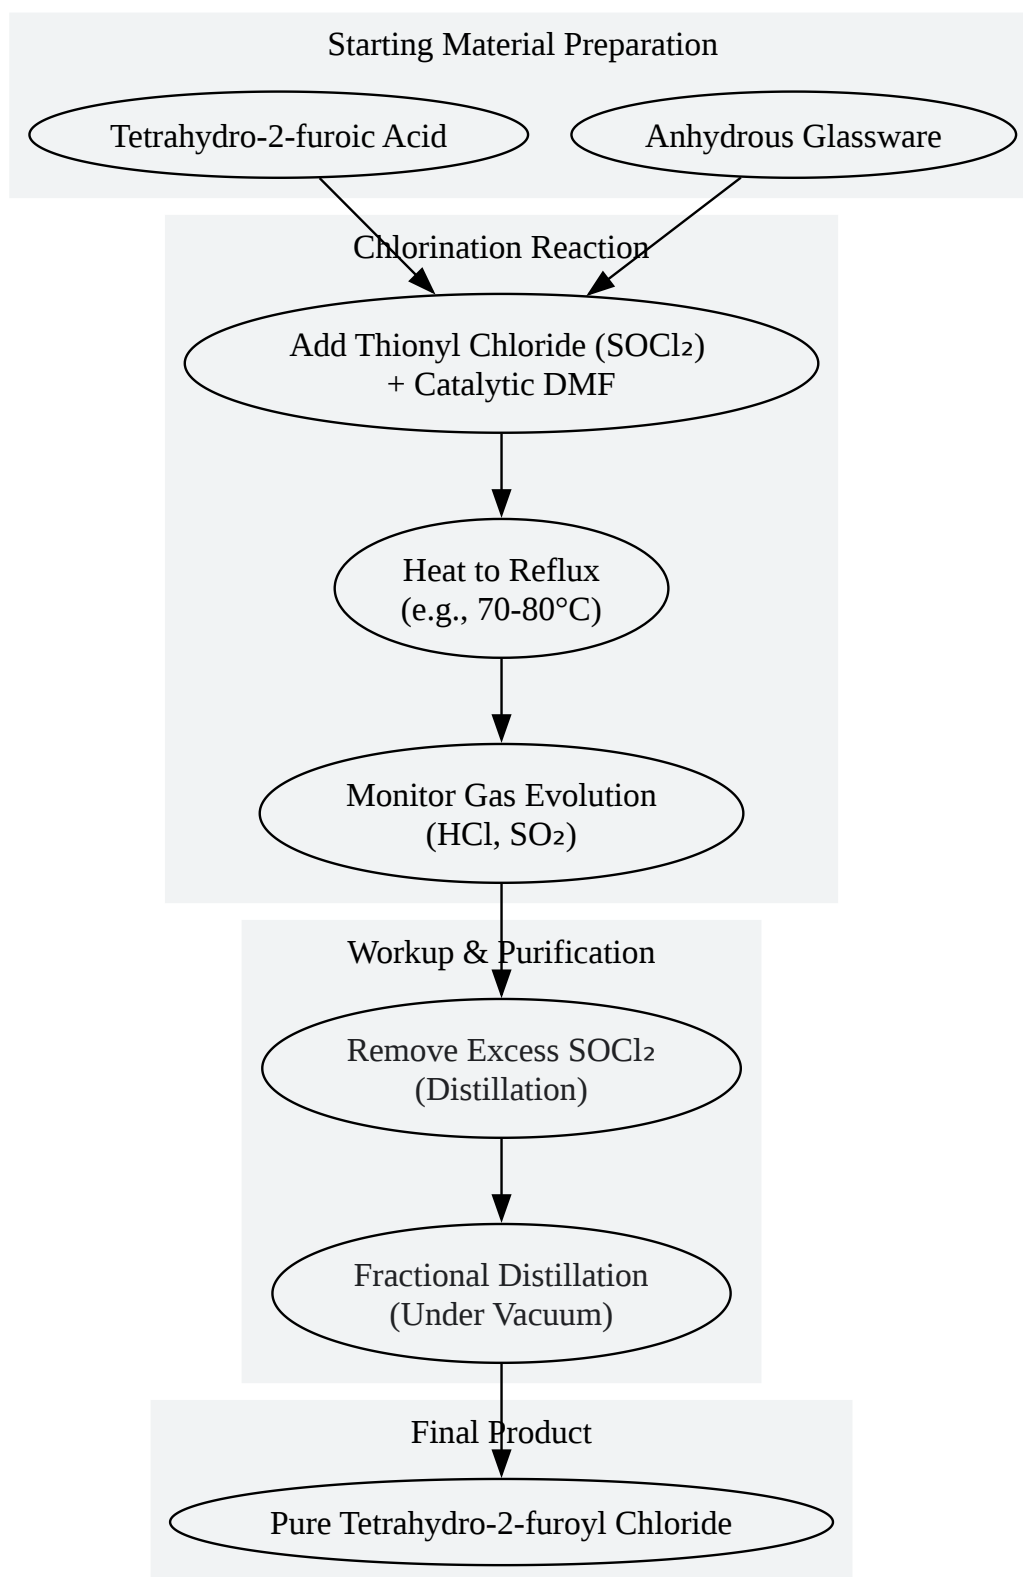 Starting Material Preparation
Tetrahydro-2-furoic Acid
Anhydrous Glassware
Chlorination Reaction
Add Thionyl Chloride (SOCl₂)
+ Catalytic DMF
Heat to Reflux
(e.g., 70-80°C)
Monitor Gas Evolution
(HCl, SO₂)
Workup & Purification
Remove Excess SOCl₂
(Distillation)
Fractional Distillation
(Under Vacuum)
Final Product
Pure Tetrahydro-2-furoyl Chloride